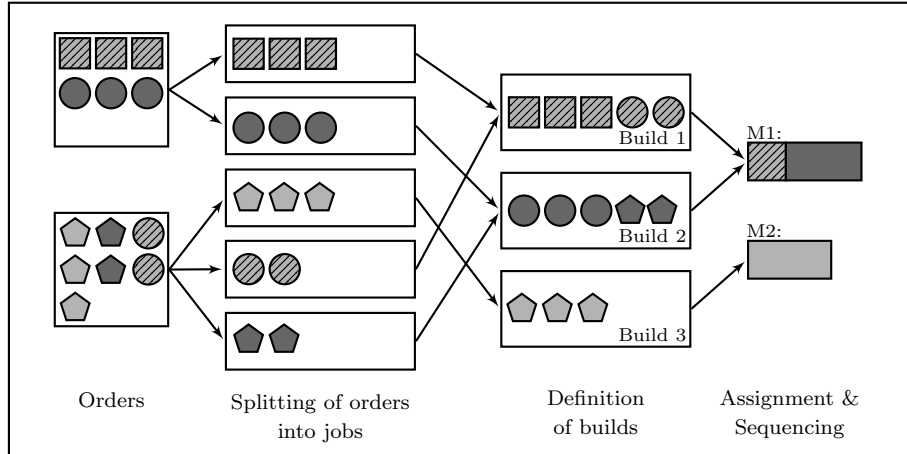 M1:
Build 1
Build 2
M2:
Build 3
Orders
Splitting of orders
into jobs
Definition
of builds
Assignment &
Sequencing